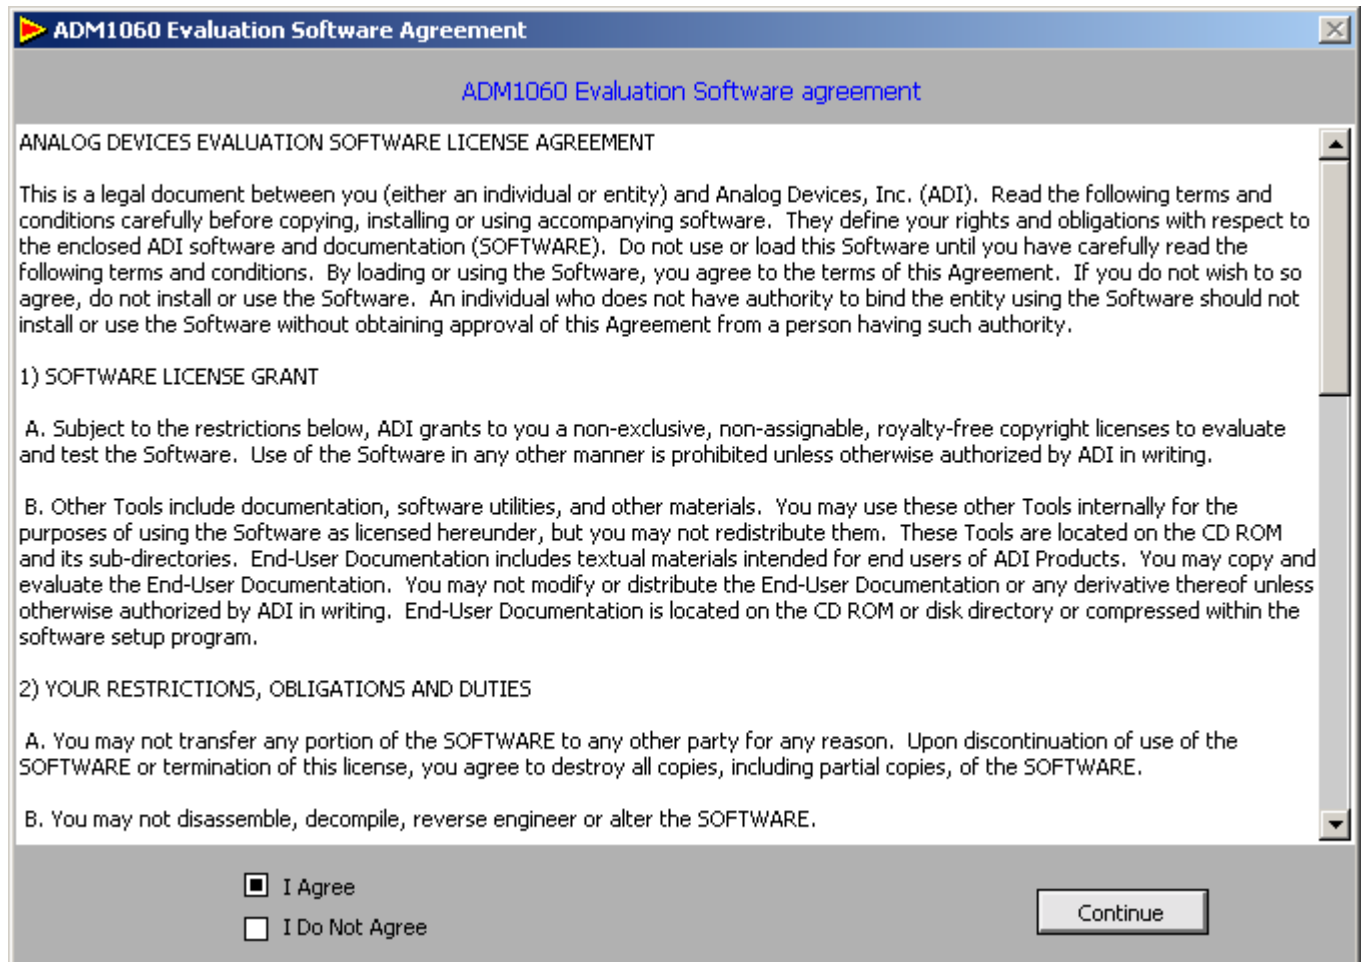 ADM1060 Evaluation Software Agreement
ADM1060 Evaluation Software agreement
ANALOG DEVICES EVALUATION SOFTWARE LICENSE AGREEMENT
This is a legal document between you (either an individual or entity) and Analog Devices, Inc. (ADI).  Read the following terms and
conditions carefully before copying, installing or using accompanying software.  They define your rights and obligations with respect to
the enclosed ADI software and documentation (SOFTWARE).  Do not use or load this Software until you have carefully read the
following terms and conditions.  By loading or using the Software, you agree to the terms of this Agreement.  If you do not wish to so
agree, do not install or use the Software.  An individual who does not have authority to bind the entity using the Software should not
install or use the Software without obtaining approval of this Agreement from a person having such authority.
1) SOFTWARE LICENSE GRANT
A. Subject to the restrictions below, ADI grants to you a non-exclusive, non-assignable, royalty-free copyright licenses to evaluate
and test the Software.  Use of the Software in any other manner is prohibited unless otherwise authorized by ADI in writing.
B. Other Tools include documentation, software utilities, and other materials.  You may use these other Tools internally for the
purposes of using the Software as licensed hereunder, but you may not redistribute them.  These Tools are located on the CD ROM
and its sub-directories.  End-User Documentation includes textual materials intended for end users of ADI Products.  You may copy and
evaluate the End-User Documentation.  You may not modify or distribute the End-User Documentation or any derivative thereof unless
otherwise authorized by ADI in writing.  End-User Documentation is located on the CD ROM or disk directory or compressed within the
software setup program.
2) YOUR RESTRICTIONS, OBLIGATIONS AND DUTIES
A. You may not transfer any portion of the SOFTWARE to any other party for any reason.  Upon discontinuation of use of the
SOFTWARE or termination of this license, you agree to destroy all copies, including partial copies, of the SOFTWARE.
B. You may not disassemble, decompile, reverse engineer or alter the SOFTWARE.
I Agree
I Do Not Agree
Continue